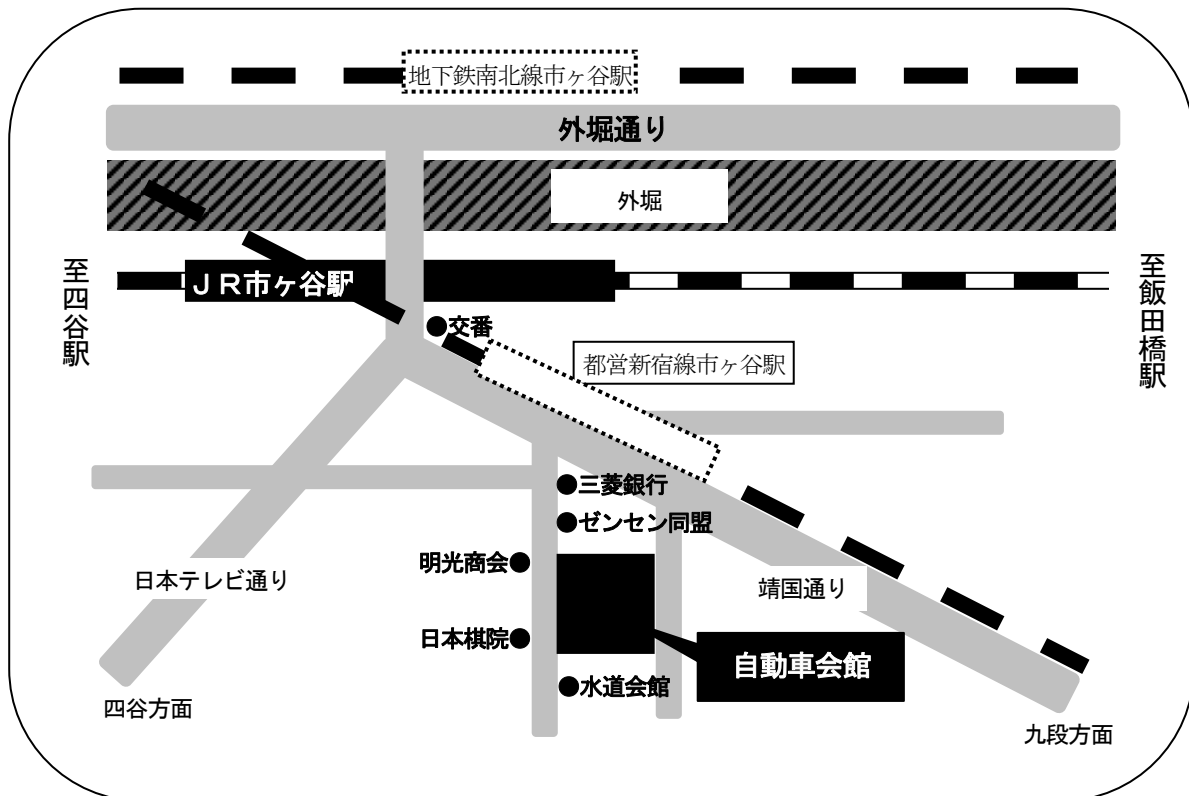 地下鉄南北線市ヶ谷駅
外堀通り
外堀
至四谷駅
JR市ヶ谷駅
至飯田橋駅
●交番
都営新宿線市ヶ谷駅
●三菱銀行
●ゼンセン同盟
明光商会●
日本テレビ通り
靖国通り
日本棋院●
自動車会館
●水道会館
四谷方面
九段方面